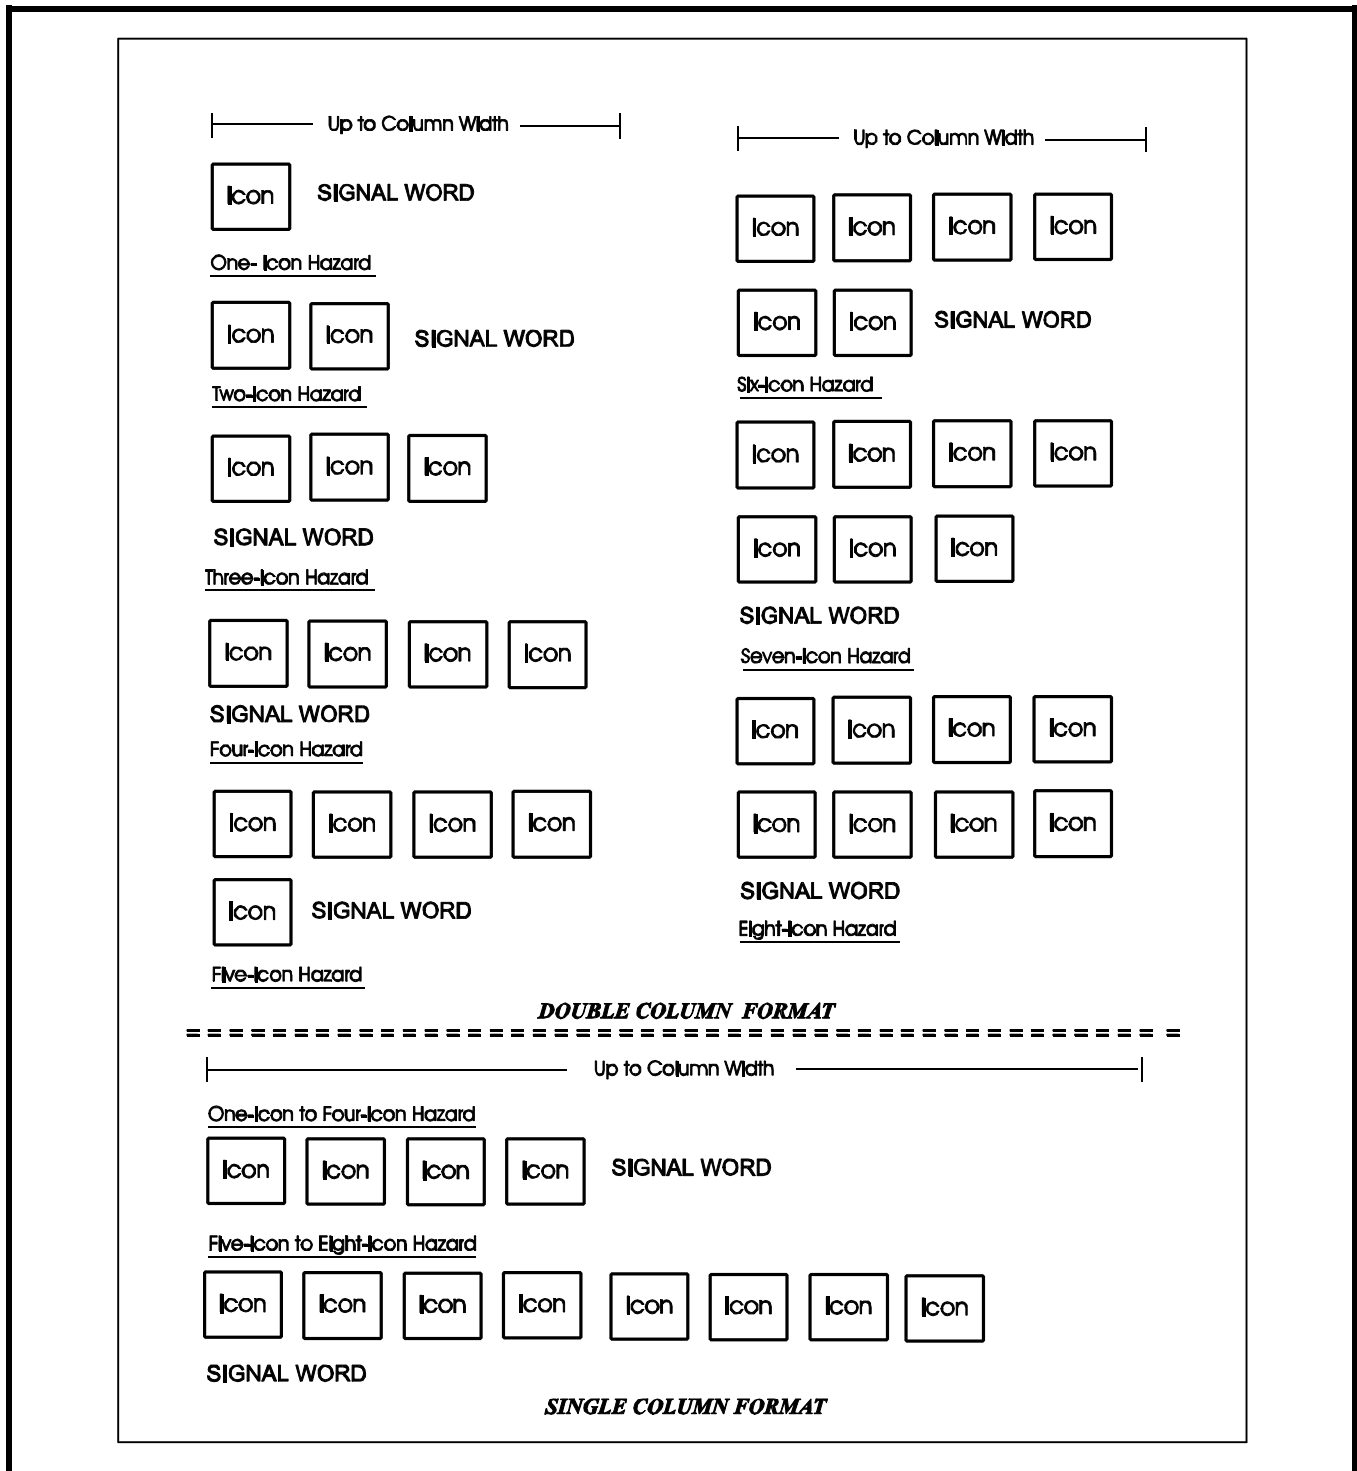 Up to Column Width
Icon SIGNAL WORD
One- Icon Hazard
Icon Icon SIGNAL WORD
Two-Icon Hazard
Icon Icon Icon
SIGNAL WORD
Three-Icon Hazard
Icon Icon Icon Icon
SIGNAL WORD
Four-Icon Hazard
Icon Icon Icon Icon
Icon SIGNAL WORD
Five-Icon Hazard
Up to Column Width
Icon Icon Icon Icon
Icon Icon SIGNAL WORD
Six-Icon Hazard
Icon Icon Icon Icon
Icon Icon Icon
SIGNAL WORD
Seven-Icon Hazard
Icon Icon Icon Icon
Icon Icon Icon Icon
SIGNAL WORD
Eight-Icon Hazard
DOUBLE COLUMN FORMAT
Up to Column Width
One-Icon to Four-Icon Hazard
Icon Icon Icon Icon SIGNAL WORD
Five-Icon to Eight-Icon Hazard
Icon Icon Icon Icon Icon Icon Icon Icon
SIGNAL WORD
SINGLE COLUMN FORMAT